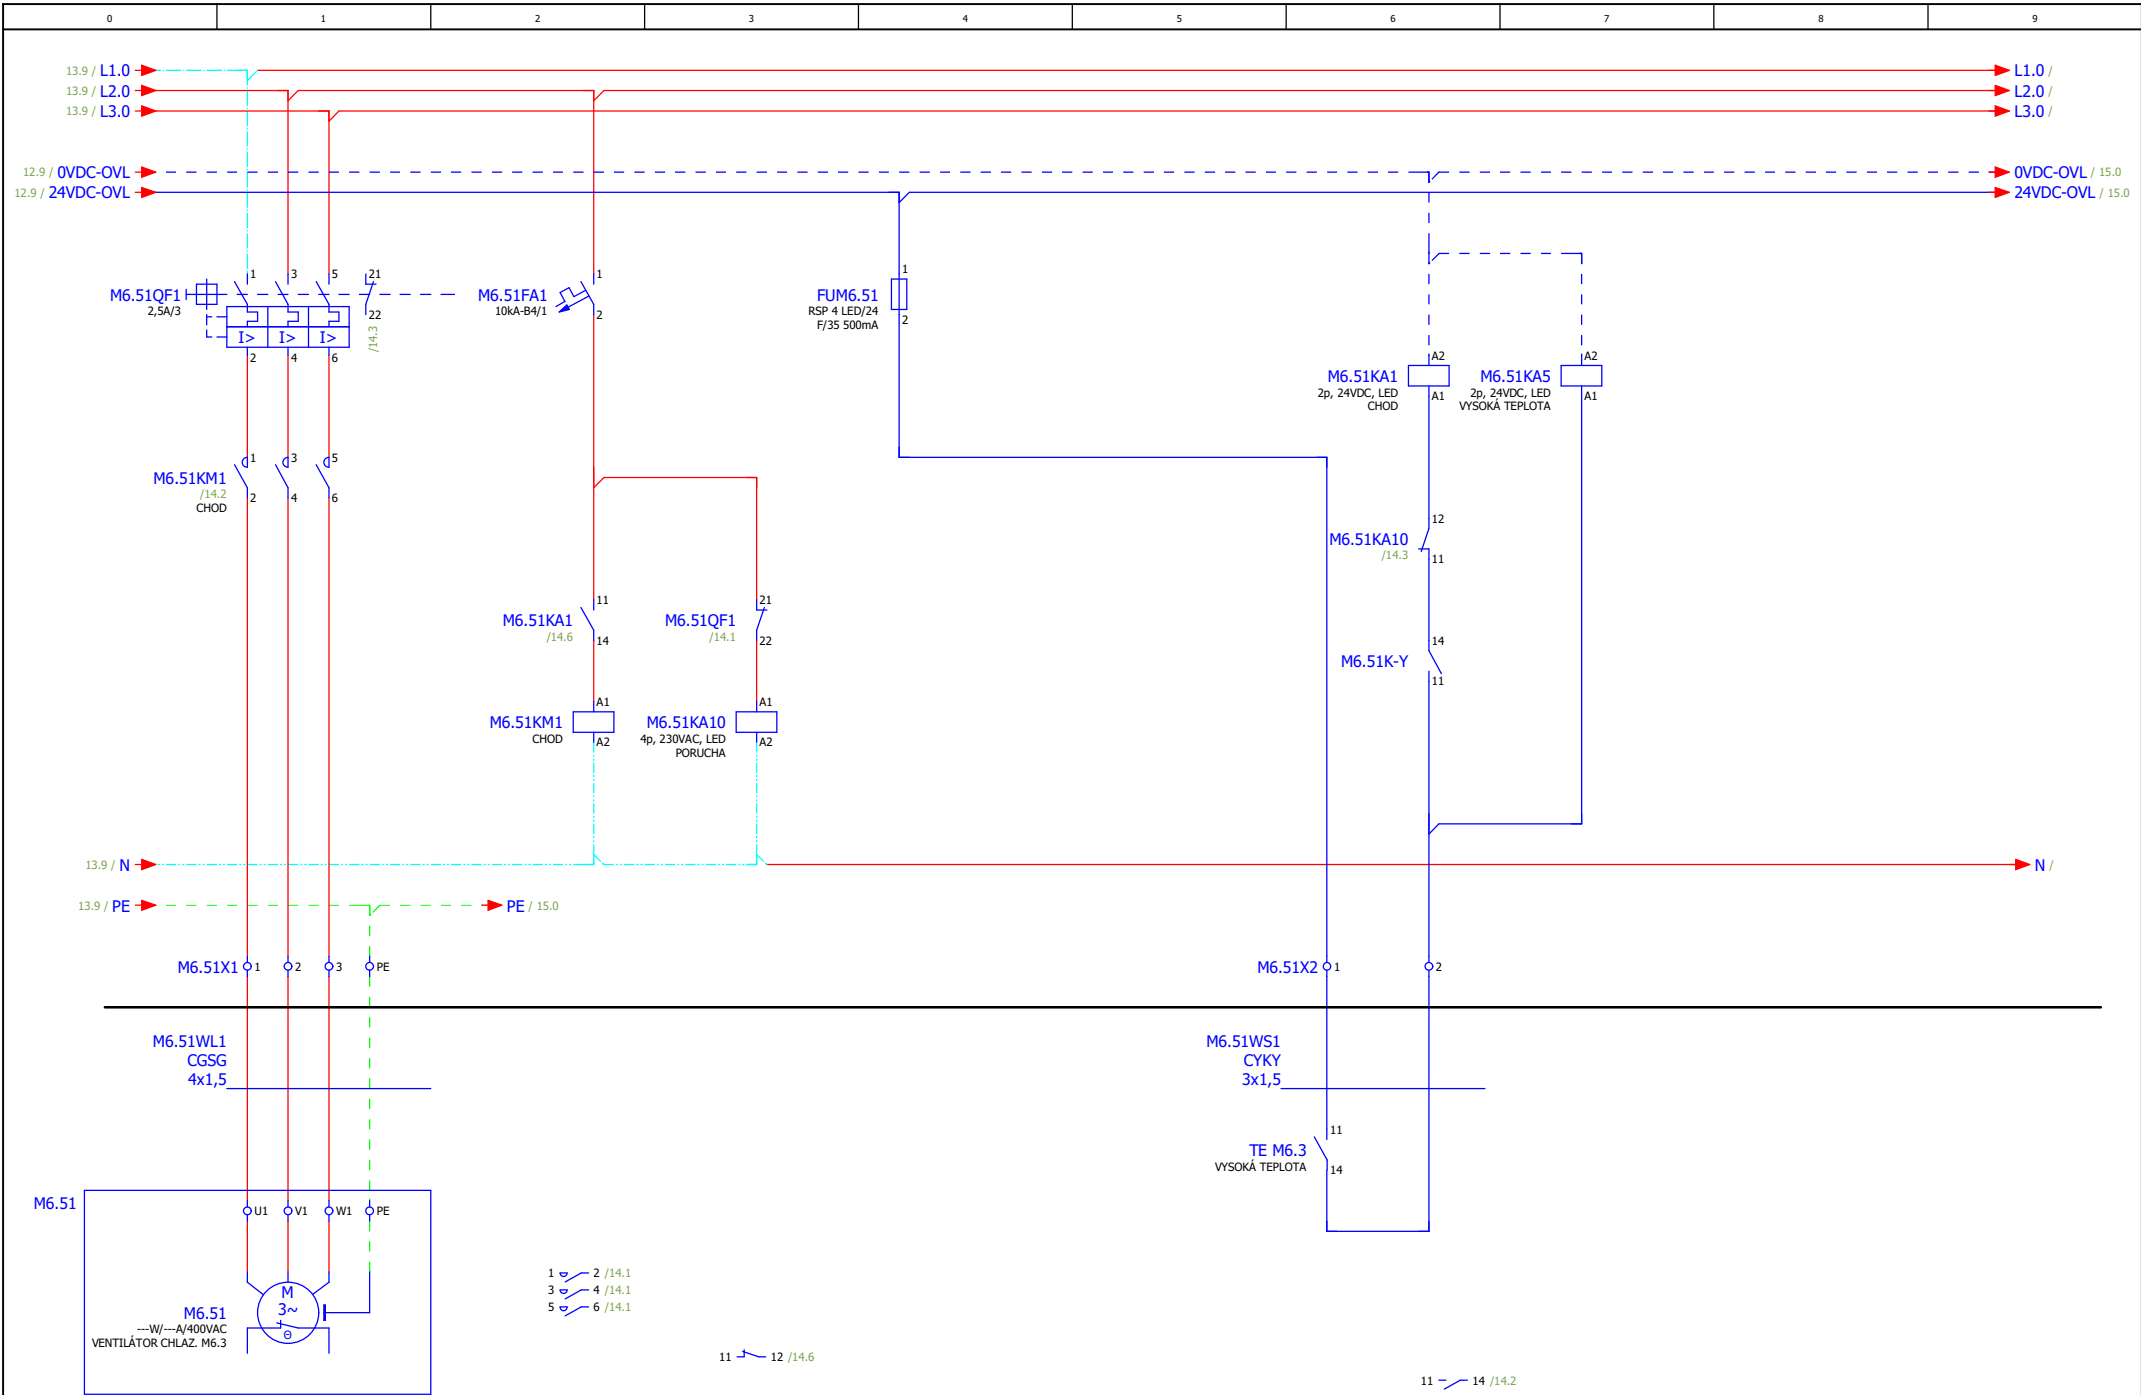 0 1 2 3 4 5 6 7 8 9
13.9 / L1.0 L1.0 /
13.9 / L2.0 L2.0 /
13.9 / L3.0 L3.0 /
12.9 / 0VDC-OVL 0VDC-OVL / 15.0
12.9 / 24VDC-OVL 24VDC-OVL / 15.0
M6.51QF1
2,5A/3
1 3 5 21
22
/14.3
I> I> I>
2 4 6
M6.51FA1
10kA-B4/1
1
2
FUM6.51
RSP 4 LED/24
F/35 500mA
1
2
M6.51KA1
2p, 24VDC, LED
CHOD
A2
A1
M6.51KA5
2p, 24VDC, LED
VYSOKÁ TEPLOTA
A2
A1
M6.51KM1
/14.2
CHOD
1 3 5
2 4 6
M6.51KA10
/14.3
12
11
M6.51KA1
/14.6
11
14
M6.51QF1
/14.1
21
22
M6.51K-Y
14
11
M6.51KM1
CHOD
A1
A2
M6.51KA10
4p, 230VAC, LED
PORUCHA
A1
A2
13.9 / N N /
13.9 / PE PE / 15.0
M6.51X1 1 2 3 PE
M6.51X2 1 2
M6.51WL1
CGSG
4x1,5
M6.51WS1
CYKY
3x1,5
TE M6.3
VYSOKÁ TEPLOTA
11
14
M6.51
U1 V1 W1 PE
M
3~
Θ
M6.51
---W/---A/400VAC
VENTILÁTOR CHLAZ. M6.3
1 2 /14.1
3 4 /14.1
5 6 /14.1
11 12 /14.6
11 14 /14.2